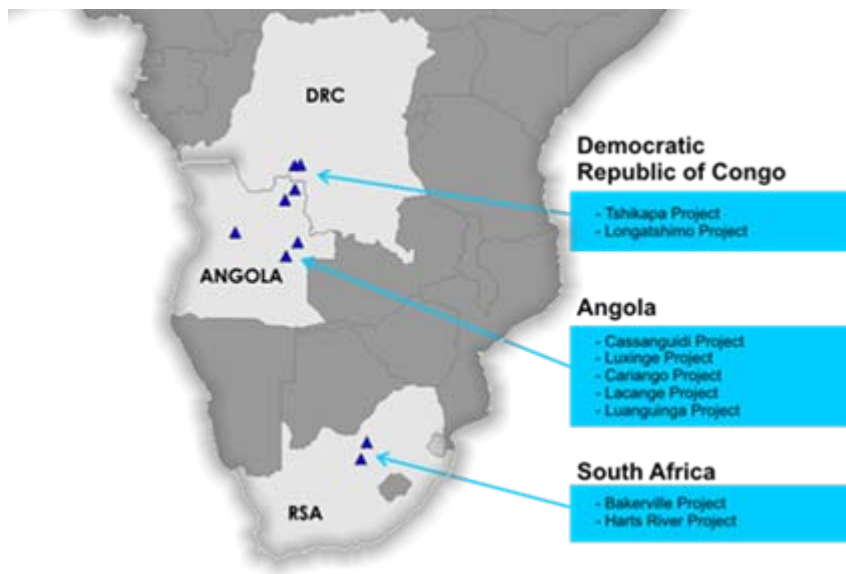 DRC
ANGOLA
RSA
Democratic
Republic of Congo
- Tshikapa Project
- Longatshimo Project
Angola
- Cassanguidi Project
- Luxinge Project
- Cariango Project
- Lacange Project
- Luanguinga Project
South Africa
- Bakerville Project
- Harts River Project